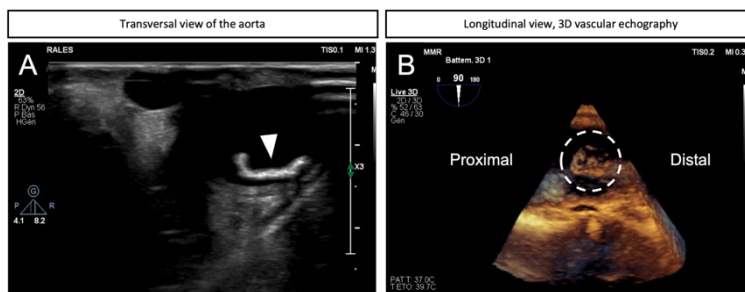 Transversal view of the aorta
Longitudinal view, 3D vascular echography
RALES
TIS0.1 MI 1.3
A
2D
63%
R Dyn 56
P Bas
HGen
X3
G
P R
4.1 8.2
MMR
TIS0.2 MI 0.3
B
Battem. 3D 1
0 90 180
Live 3D
2D / 3D
% 52 / 63
C 46 / 30
Gen
Proximal
Distal
PAT T: 37.0C
TETO: 39.7C